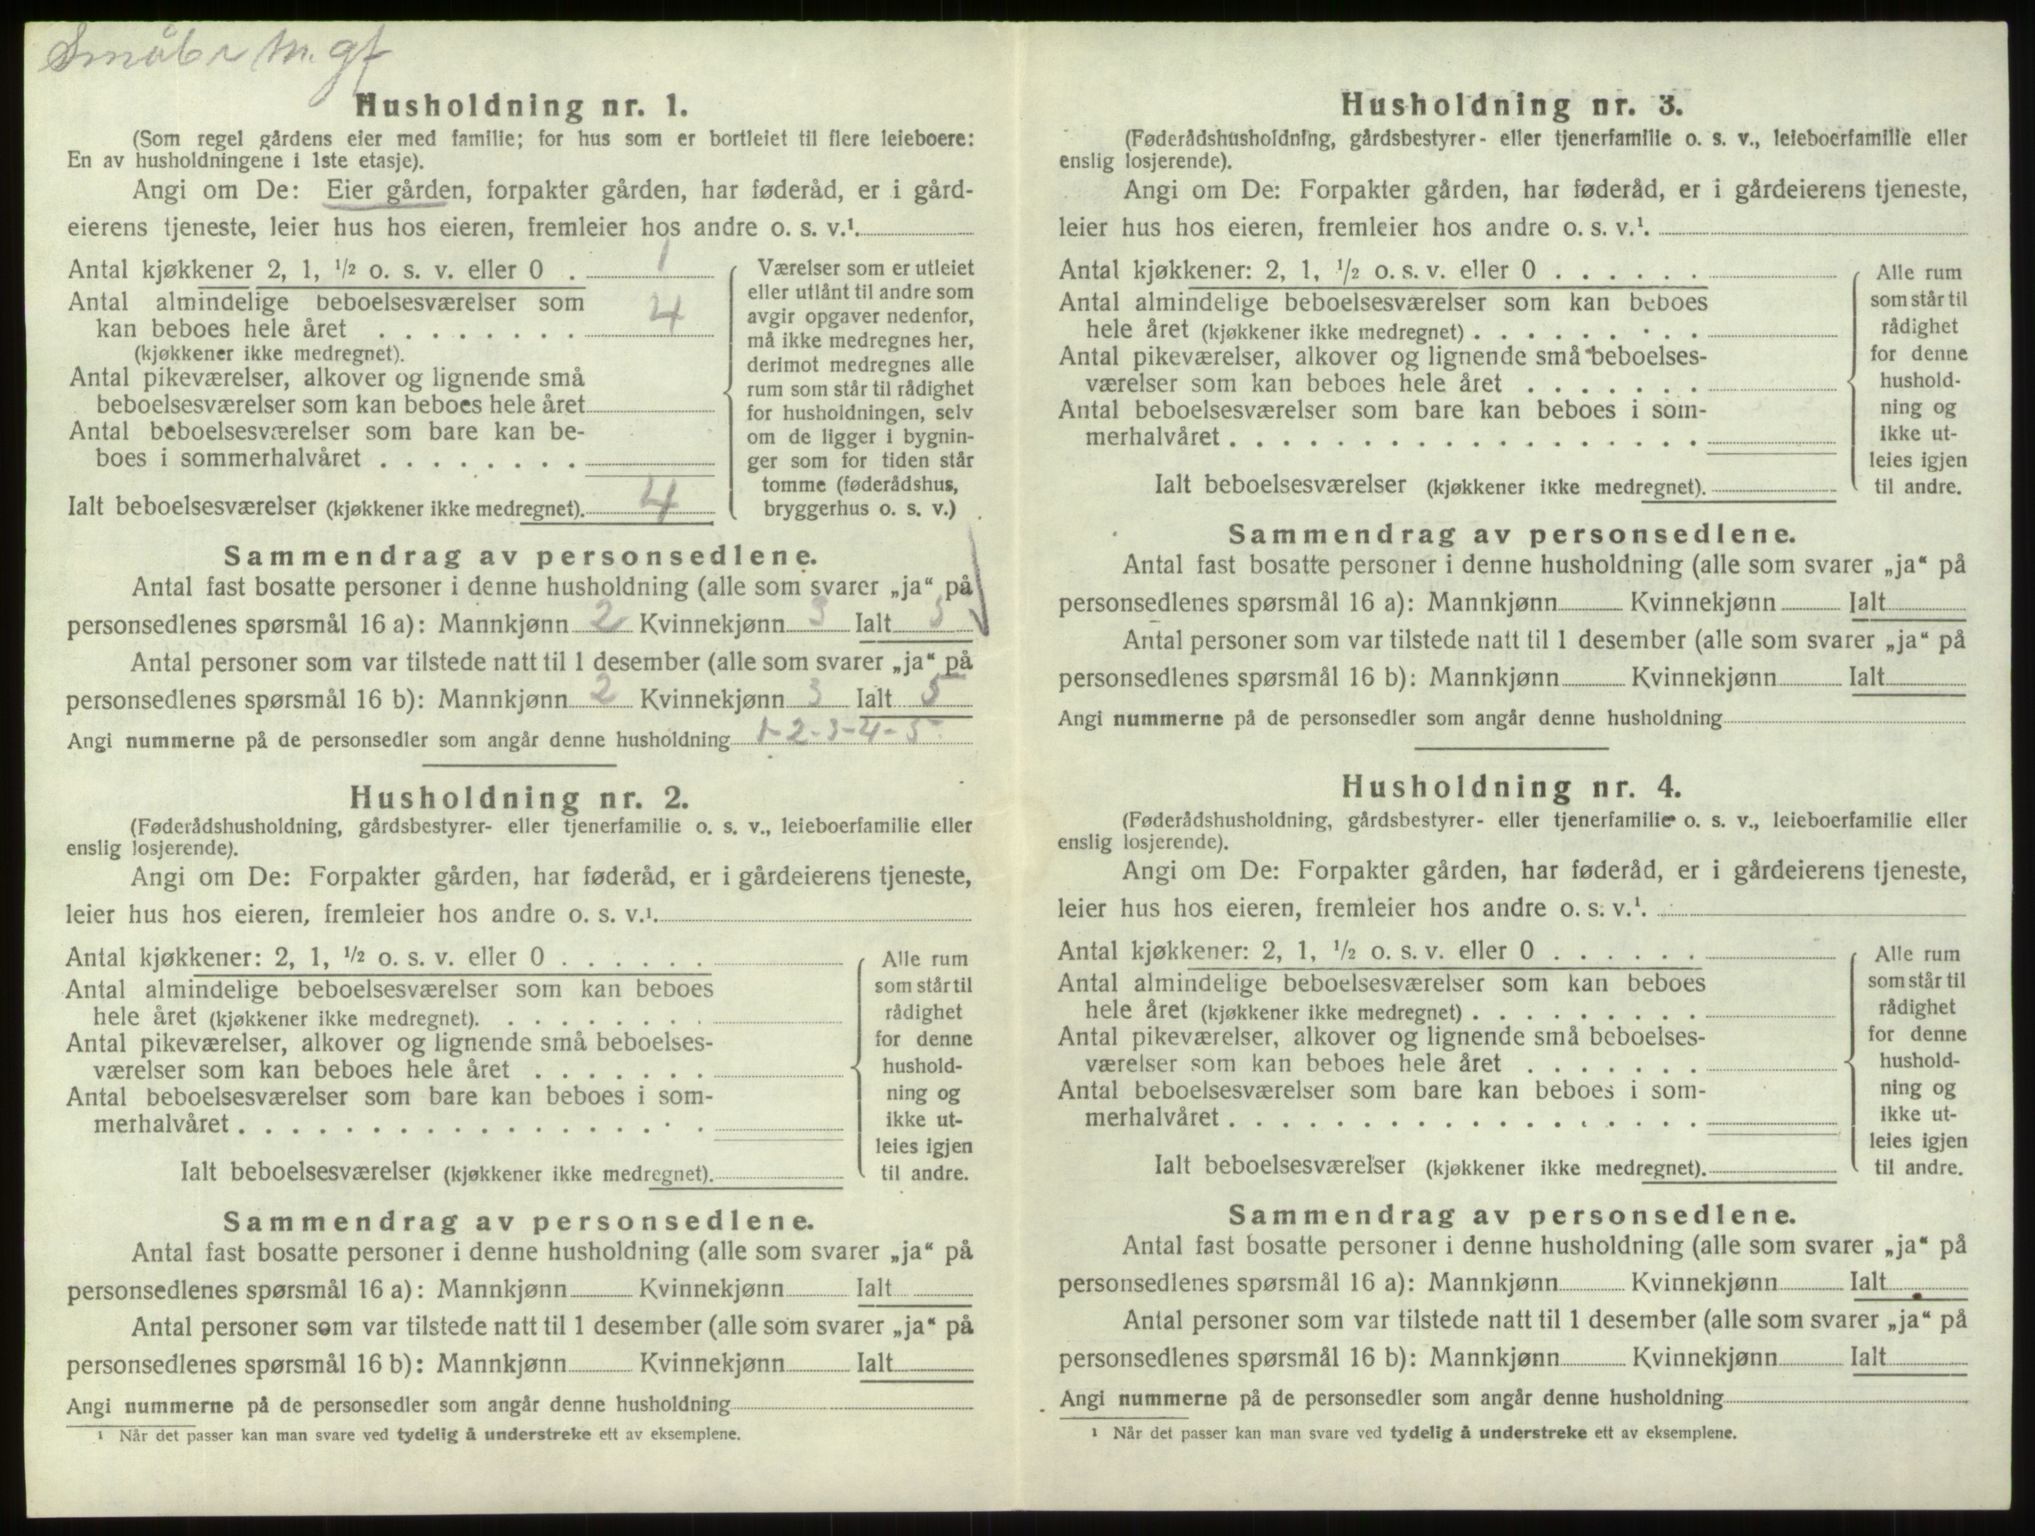 Småbr m. gf
Husholdning nr. 1.
(Som regel gårdens eier med familie; for hus som er bortleiet til flere leieboere:
En av husholdningene i 1ste etasje).
Angi om De: Eier gården, forpakter gården, har føderåd, er i gård-
eierens tjeneste, leier hus hos eieren, fremleier hos andre o. s. v.¹.
Antal kjøkkener 2, 1, ½ o. s. v. eller 0 . 1
Antal almindelige beboelsesværelser som
kan beboes hele året . . . . . . . . 4
(kjøkkener ikke medregnet).
Antal pikeværelser, alkover og lignende små
beboelsesværelser som kan beboes hele året
Antal beboelsesværelser som bare kan be-
boes i sommerhalvåret . . . . . . . .
Ialt beboelsesværelser (kjøkkener ikke medregnet). 4
Værelser som er utleiet
eller utlånt til andre som
avgir opgaver nedenfor,
må ikke medregnes her,
derimot medregnes alle
rum som står til rådighet
for husholdningen, selv
om de ligger i bygnin-
ger som for tiden står
tomme (føderådshus,
bryggerhus o. s. v.)
Sammendrag av personsedlene.
Antal fast bosatte personer i denne husholdning (alle som svarer „ja“ på
personsedlenes spørsmål 16 a): Mannkjønn 2 Kvinnekjønn 3 Ialt 5
Antal personer som var tilstede natt til 1 desember (alle som svarer „ja“ på
personsedlenes spørsmål 16 b): Mannkjønn 2 Kvinnekjønn 3 Ialt 5
Angi nummerne på de personsedler som angår denne husholdning 1-2-3-4-5
Husholdning nr. 2.
(Føderådshusholdning, gårdsbestyrer- eller tjenerfamilie o. s. v., leieboerfamilie eller
enslig losjerende).
Angi om De: Forpakter gården, har føderåd, er i gårdeierens tjeneste,
leier hus hos eieren, fremleier hos andre o. s. v.¹.
Antal kjøkkener: 2, 1, ½ o. s. v. eller 0 . . . . . .
Antal almindelige beboelsesværelser som kan beboes
hele året (kjøkkener ikke medregnet). . . . . . . . .
Antal pikeværelser, alkover og lignende små beboelses-
værelser som kan beboes hele året . . . . . . .
Antal beboelsesværelser som bare kan beboes i som-
merhalvåret . . . . . . . . . . . . . . . . . .
Ialt beboelsesværelser (kjøkkener ikke medregnet).
Alle rum
som står til
rådighet
for denne
hushold-
ning og
ikke ut-
leies igjen
til andre.
Sammendrag av personsedlene.
Antal fast bosatte personer i denne husholdning (alle som svarer „ja“ på
personsedlenes spørsmål 16 a): Mannkjønn Kvinnekjønn Ialt
Antal personer som var tilstede natt til 1 desember (alle som svarer „ja“ på
personsedlenes spørsmål 16 b): Mannkjønn Kvinnekjønn Ialt
Angi nummerne på de personsedler som angår denne husholdning
¹ Når det passer kan man svare ved tydelig å understreke ett av eksemplene.
Husholdning nr. 3.
(Føderådshusholdning, gårdsbestyrer- eller tjenerfamilie o. s. v., leieboerfamilie eller
enslig losjerende).
Angi om De: Forpakter gården, har føderåd, er i gårdeierens tjeneste,
leier hus hos eieren, fremleier hos andre o. s. v.¹.
Antal kjøkkener: 2, 1, ½ o. s. v. eller 0 . . . . . .
Antal almindelige beboelsesværelser som kan beboes
hele året (kjøkkener ikke medregnet) . . . . . . . . .
Antal pikeværelser, alkover og lignende små beboelses-
værelser som kan beboes hele året . . . . . . .
Antal beboelsesværelser som bare kan beboes i som-
merhalvåret . . . . . . . . . . . . . . . . . .
Ialt beboelsesværelser (kjøkkener ikke medregnet).
Alle rum
som står til
rådighet
for denne
hushold-
ning og
ikke ut-
leies igjen
til andre.
Sammendrag av personsedlene.
Antal fast bosatte personer i denne husholdning (alle som svarer „ja“ på
personsedlenes spørsmål 16 a): Mannkjønn Kvinnekjønn Ialt
Antal personer som var tilstede natt til 1 desember (alle som svarer „ja“ på
personsedlenes spørsmål 16 b): Mannkjønn Kvinnekjønn Ialt
Angi nummerne på de personsedler som angår denne husholdning
Husholdning nr. 4.
(Føderådshusholdning, gårdsbestyrer- eller tjenerfamilie o. s. v., leieboerfamilie eller
enslig losjerende).
Angi om De: Forpakter gården, har føderåd, er i gårdeierens tjeneste,
leier hus hos eieren, fremleier hos andre o. s. v.¹.
Antal kjøkkener: 2, 1, ½ o. s. v. eller 0 . . . . . .
Antal almindelige beboelsesværelser som kan beboes
hele året (kjøkkener ikke medregnet) . . . . . . . . .
Antal pikeværelser, alkover og lignende små beboelses-
værelser som kan beboes hele året . . . . . . .
Antal beboelsesværelser som bare kan beboes i som-
merhalvåret . . . . . . . . . . . . . . . . . .
Ialt beboelsesværelser (kjøkkener ikke medregnet).
Alle rum
som står til
rådighet
for denne
hushold-
ning og
ikke ut-
leies igjen
til andre.
Sammendrag av personsedlene.
Antal fast bosatte personer i denne husholdning (alle som svarer „ja“ på
personsedlenes spørsmål 16 a): Mannkjønn Kvinnekjønn Ialt
Antal personer som var tilstede natt til 1 desember (alle som svarer „ja“ på
personsedlenes spørsmål 16 b): Mannkjønn Kvinnekjønn Ialt
Angi nummerne på de personsedler som angår denne husholdning
¹ Når det passer kan man svare ved tydelig å understreke ett av eksemplene.